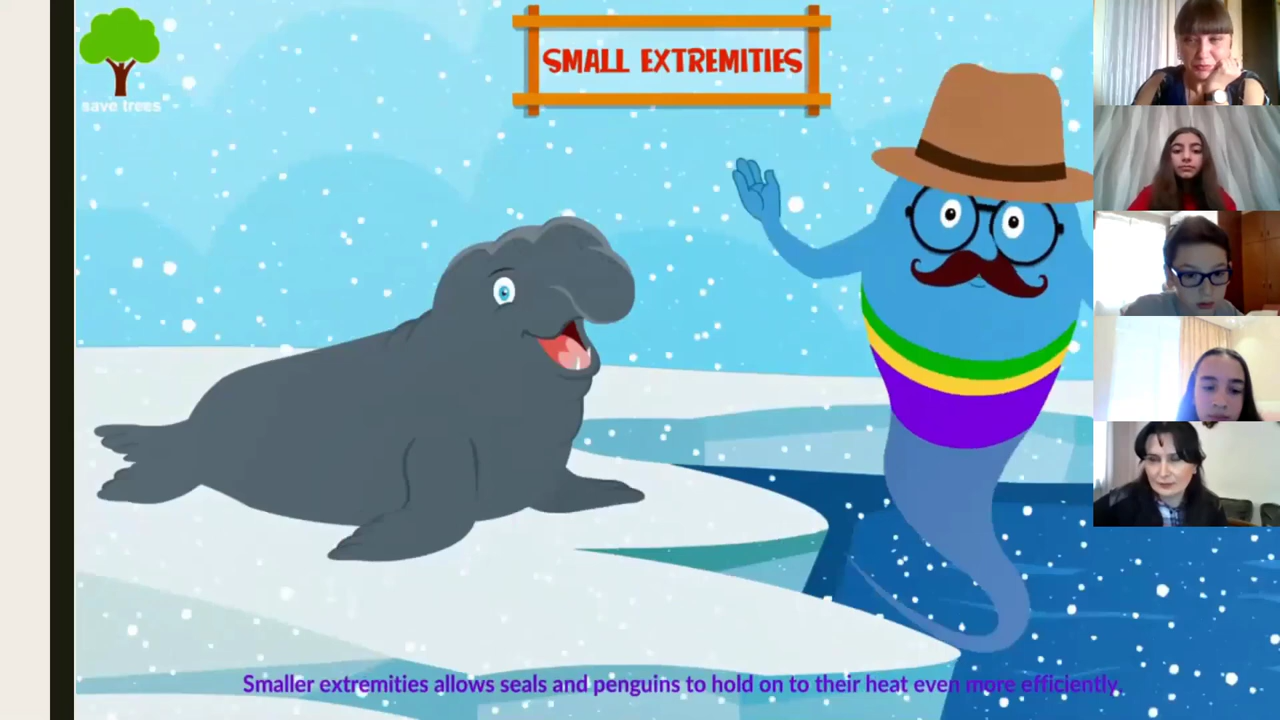 save trees
SMALL EXTREMITIES
Smaller extremities allows seals and penguins to hold on to their heat even more efficiently.